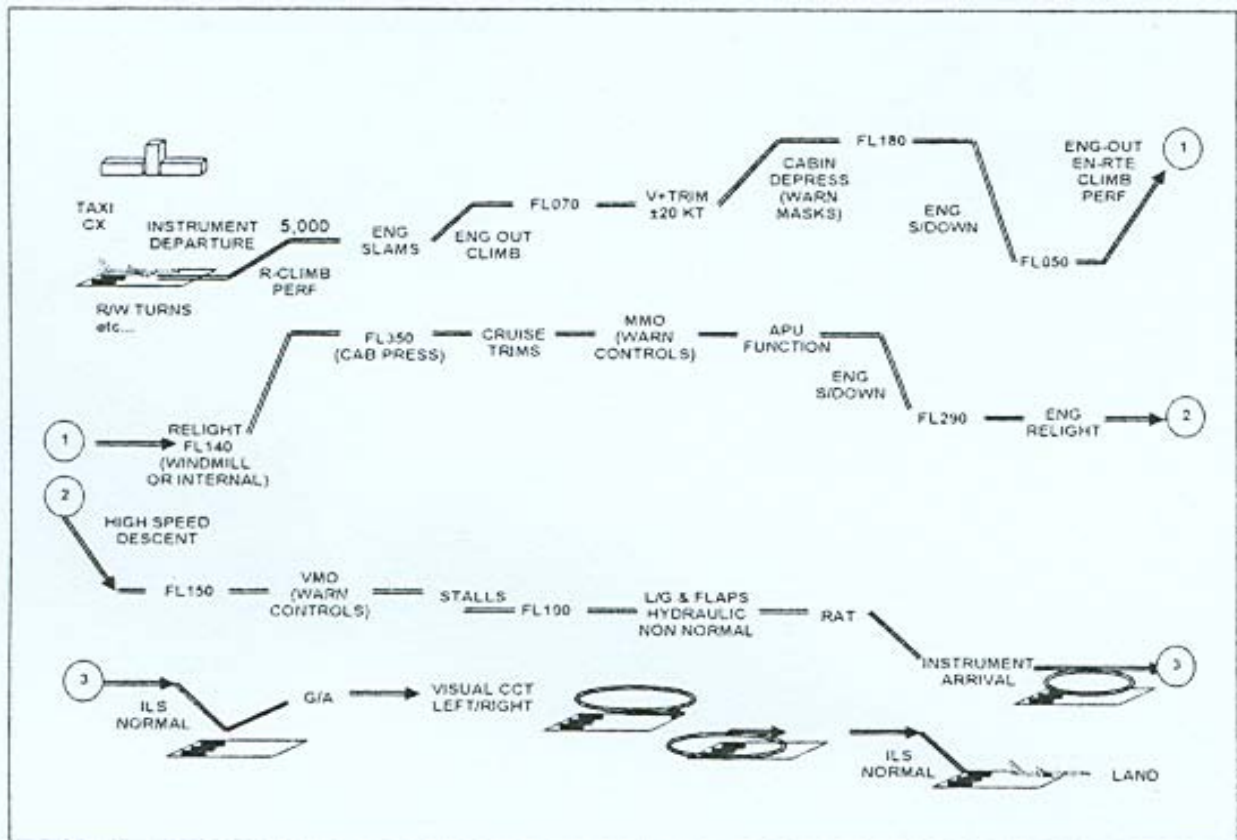 TAXI
CX
INSTRUMENT
DEPARTURE
5,000
R-CLIMB
PERF
R/W TURNS
etc...
ENG
SLAMS
ENG OUT
CLIMB
FL070
V+TRIM
±20 KT
CABIN
DEPRESS
(WARN
MASKS)
FL180
ENG
S/DOWN
FL050
ENG-OUT
EN-RTE
CLIMB
PERF
1
1
RELIGHT
FL140
(WINDMILL
OR INTERNAL)
FL350
(CAB PRESS)
CRUISE
TRIMS
MMO
(WARN
CONTROLS)
APU
FUNCTION
ENG
S/DOWN
FL290
ENG
RELIGHT
2
2
HIGH SPEED
DESCENT
FL150
VMO
(WARN
CONTROLS)
STALLS
FL100
L/G & FLAPS
HYDRAULIC
NON NORMAL
RAT
INSTRUMENT
ARRIVAL
3
3
ILS
NORMAL
G/A
VISUAL CCT
LEFT/RIGHT
ILS
NORMAL
LAND